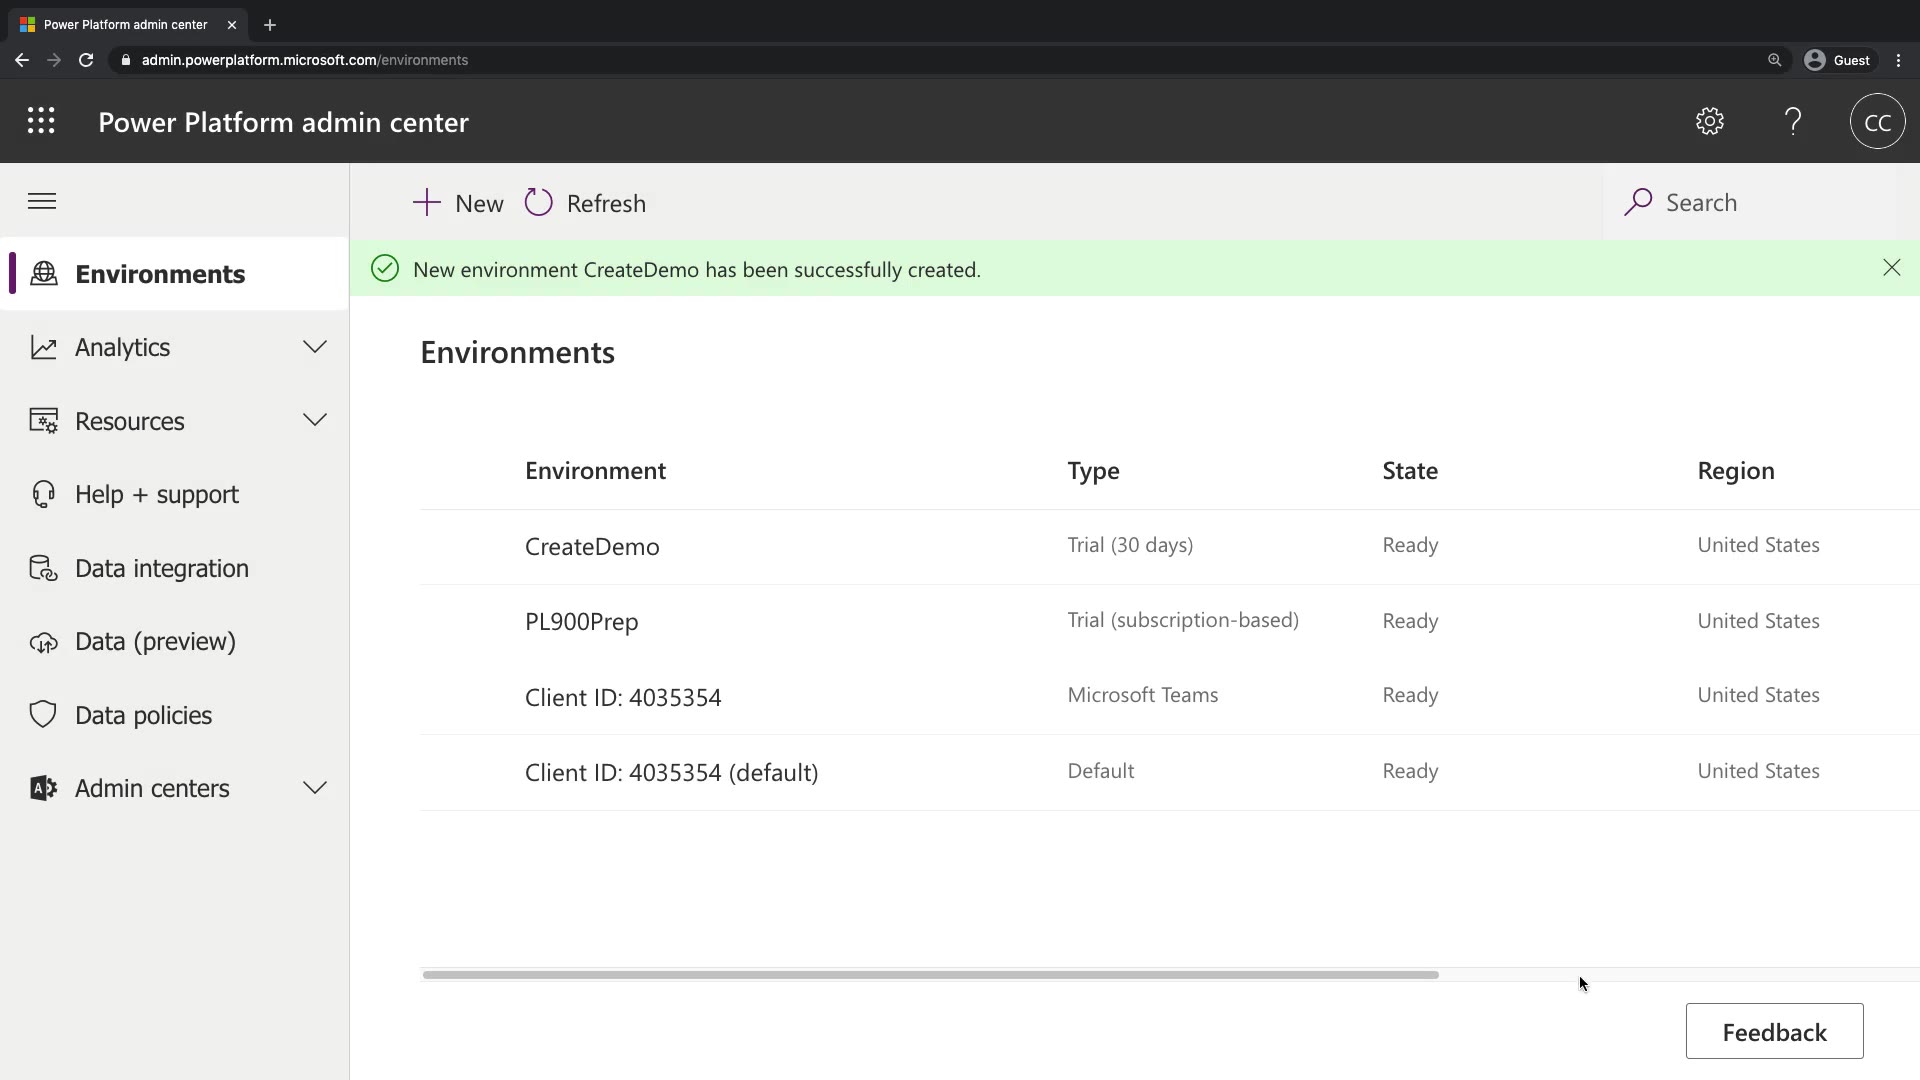 Power Platform admin center
admin.powerplatform.microsoft.com/environments
Guest
Power Platform admin center
CC
New
Refresh
Search
New environment CreateDemo has been successfully created.
Environments
Analytics
Resources
Help + support
Data integration
Data (preview)
Data policies
Admin centers
Environments
Environment Type State Region
CreateDemo Trial (30 days) Ready United States
PL900Prep Trial (subscription-based) Ready United States
Client ID: 4035354 Microsoft Teams Ready United States
Client ID: 4035354 (default) Default Ready United States
Feedback